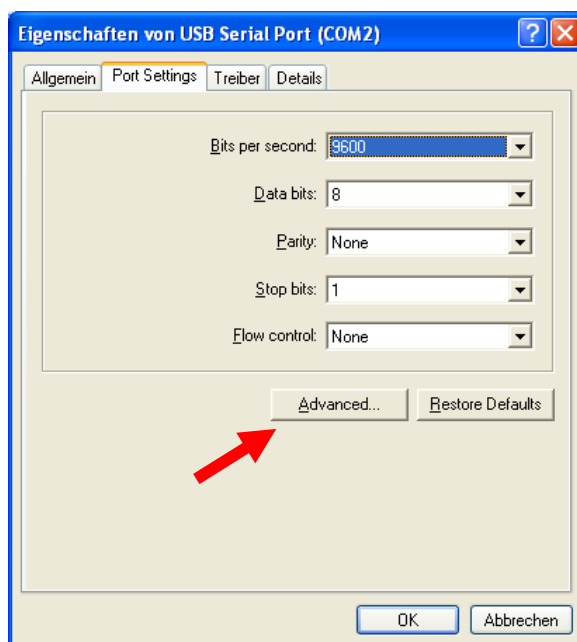 Eigenschaften von USB Serial Port (COM2)
Allgemein Port Settings Treiber Details
Bits per second: 9600
Data bits: 8
Parity: None
Stop bits: 1
Flow control: None
Advanced... Restore Defaults
OK Abbrechen